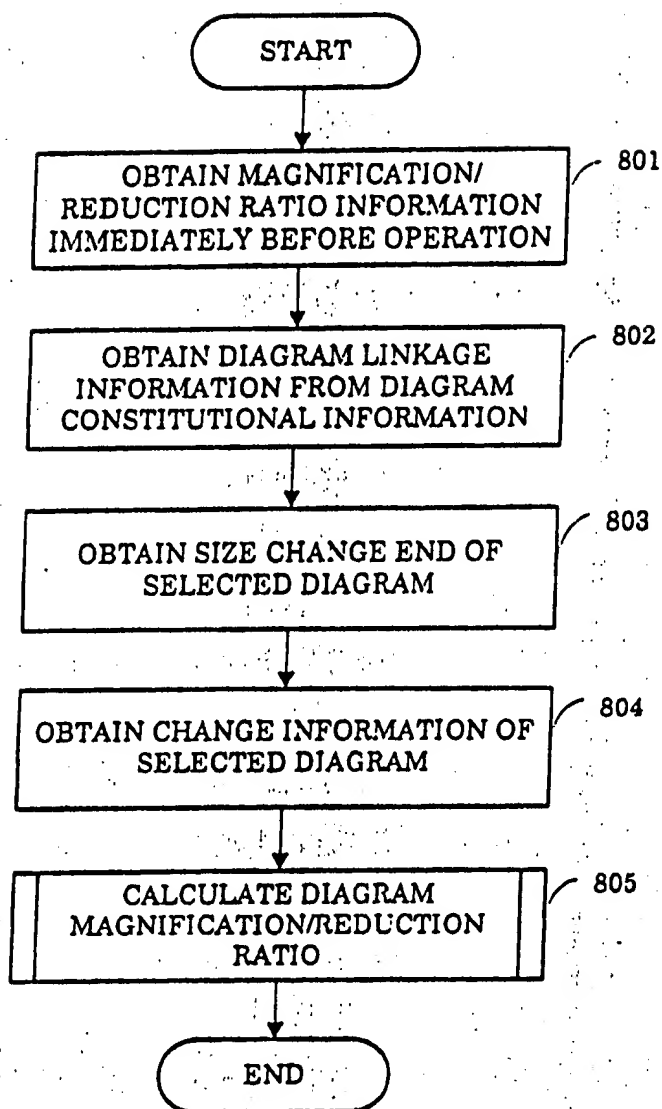 START
OBTAIN MAGNIFICATION/
REDUCTION RATIO INFORMATION
IMMEDIATELY BEFORE OPERATION
801
OBTAIN DIAGRAM LINKAGE
INFORMATION FROM DIAGRAM
CONSTITUTIONAL INFORMATION
802
OBTAIN SIZE CHANGE END OF
SELECTED DIAGRAM
803
OBTAIN CHANGE INFORMATION OF
SELECTED DIAGRAM
804
CALCULATE DIAGRAM
MAGNIFICATION/REDUCTION
RATIO
805
END